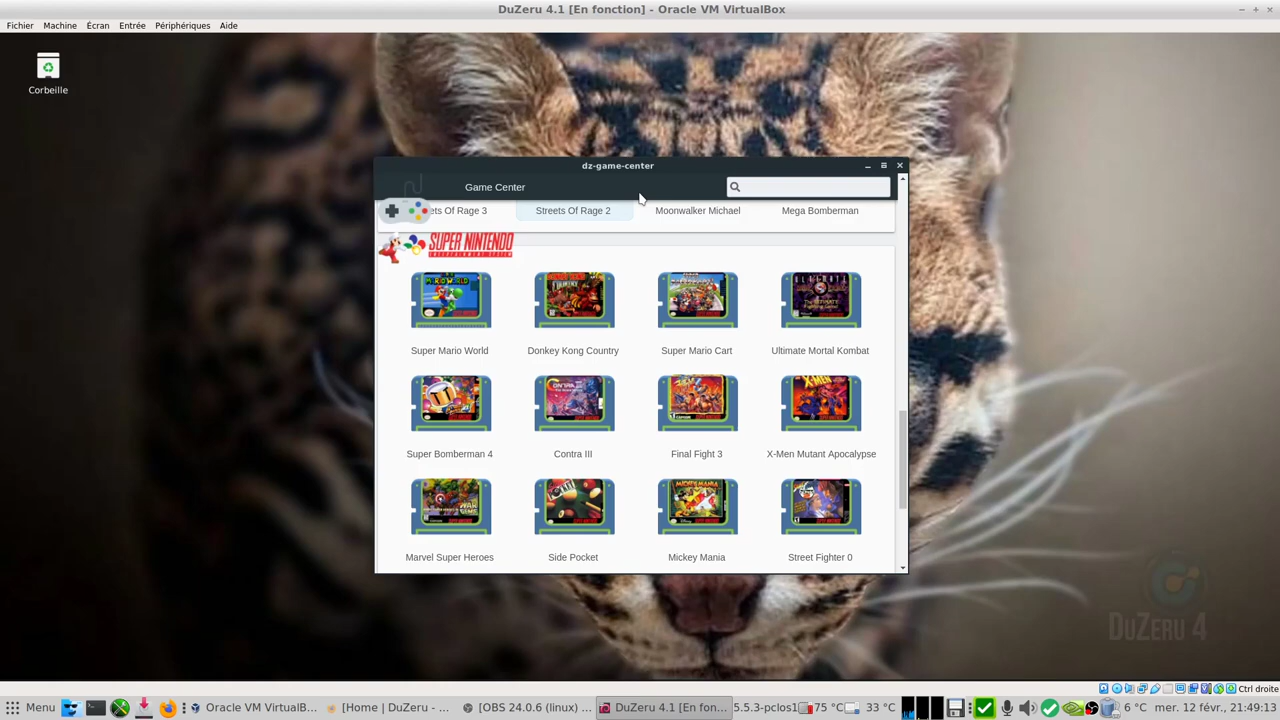 DuZeru 4.1 [En fonction] - Oracle VM VirtualBox
Fichier Machine Écran Entrée Périphériques Aide
Corbeille
dz-game-center
Game Center
ets Of Rage 3 Streets Of Rage 2 Moonwalker Michael Mega Bomberman
SUPER NINTENDO
ENTERTAINMENT SYSTEM
Super Mario World Donkey Kong Country Super Mario Cart Ultimate Mortal Kombat
Super Bomberman 4 Contra III Final Fight 3 X-Men Mutant Apocalypse
Marvel Super Heroes Side Pocket Mickey Mania Street Fighter 0
DuZeru 4
Ctrl droite
Menu Oracle VM VirtualB... [Home | DuZeru - ... [OBS 24.0.6 (linux) ... DuZeru 4.1 [En fon... 5.5.3-pclos1 75 °C 33 °C 6 °C mer. 12 févr., 21:49:13